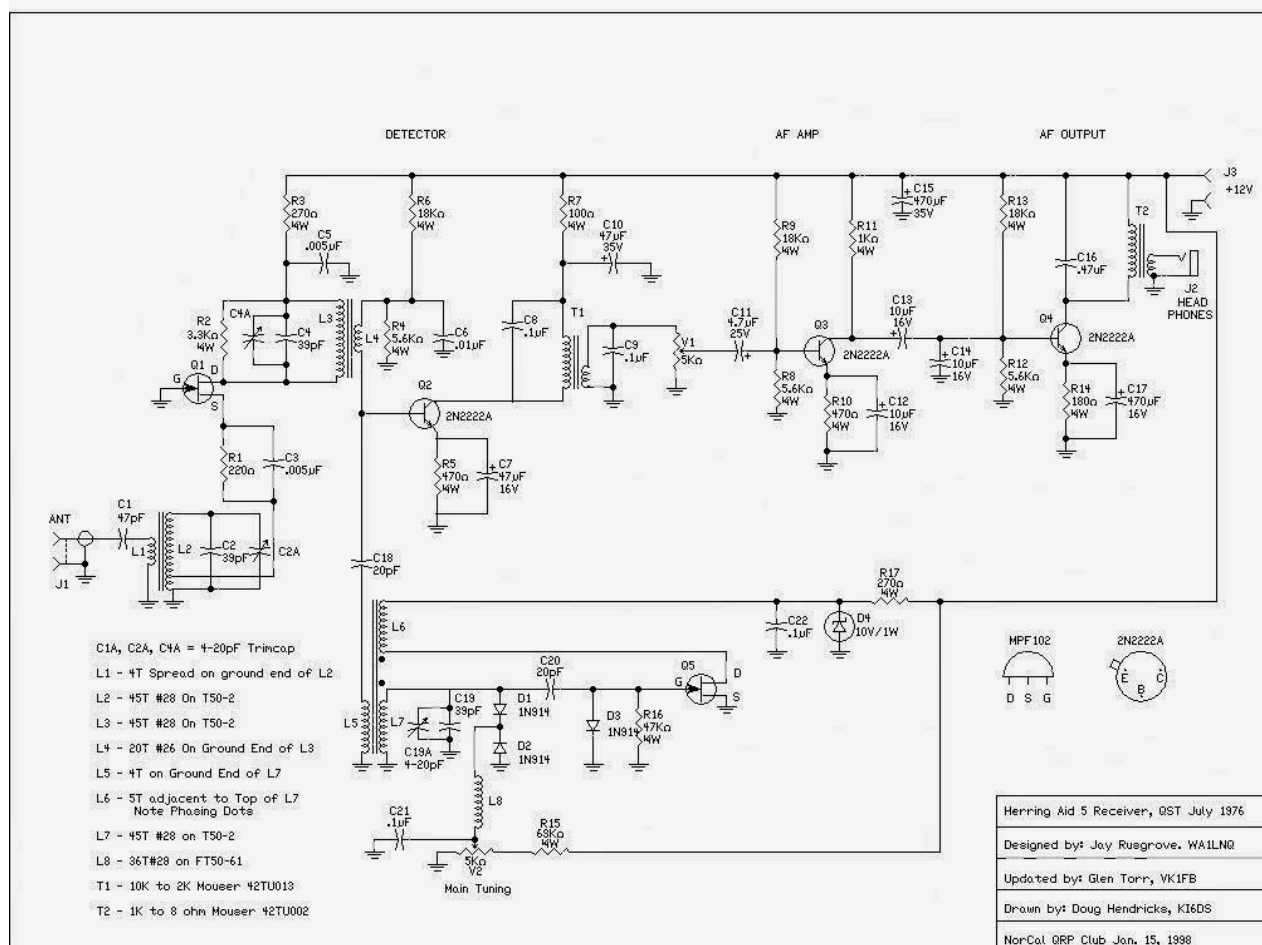 DETECTOR
AF AMP
AF OUTPUT
J3
+12V
R3
270Ω
¼W
C5
.005µF
R6
18KΩ
¼W
R7
100Ω
¼W
C10
47µF
35V
R9
18KΩ
¼W
R11
1KΩ
¼W
C15
470µF
35V
R13
18KΩ
¼W
T2
C16
.47µF
J2
HEAD
PHONES
R2
3.3KΩ
¼W
C4A
C4
39pF
L3
L4
R4
5.6KΩ
¼W
C6
.01µF
C8
.1µF
T1
C9
.1µF
V1
5KΩ
C11
4.7µF
25V
Q3
2N2222A
C13
10µF
16V
C14
10µF
16V
Q4
2N2222A
Q1
G
D
S
Q2
2N2222A
R8
5.6KΩ
¼W
R10
470Ω
¼W
C12
10µF
16V
R12
5.6KΩ
¼W
R14
180Ω
¼W
C17
470µF
16V
R1
220Ω
C3
.005µF
R5
470Ω
¼W
C7
47µF
16V
ANT
J1
C1
47pF
L1
L2
C2
39pF
C2A
C18
20pF
R17
270Ω
¼W
L6
C22
.1µF
D4
10V/1W
MPF102
D S G
2N2222A
E
B
C
C20
20pF
Q5
G
D
S
L5
L7
C19
39pF
C19A
4-20pF
D1
1N914
D2
1N914
D3
1N914
R16
47KΩ
¼W
L8
C21
.1µF
R15
68KΩ
¼W
5KΩ
V2
Main Tuning
C1A, C2A, C4A = 4-20pF Trimcap
L1 - 4T Spread on ground end of L2
L2 - 45T #28 On T50-2
L3 - 45T #28 On T50-2
L4 - 20T #26 On Ground End of L3
L5 - 4T on Ground End of L7
L6 - 5T adjacent to Top of L7
Note Phasing Dots
L7 - 45T #28 on T50-2
L8 - 36T#28 on FT50-61
T1 - 10K to 2K Mouser 42TU013
T2 - 1K to 8 ohm Mouser 42TU002
Herring Aid 5 Receiver, QST July 1976
Designed by: Jay Rusgrove. WA1LNQ
Updated by: Glen Torr, VK1FB
Drawn by: Doug Hendricks, KI6DS
NorCal QRP Club Jan. 15, 1998